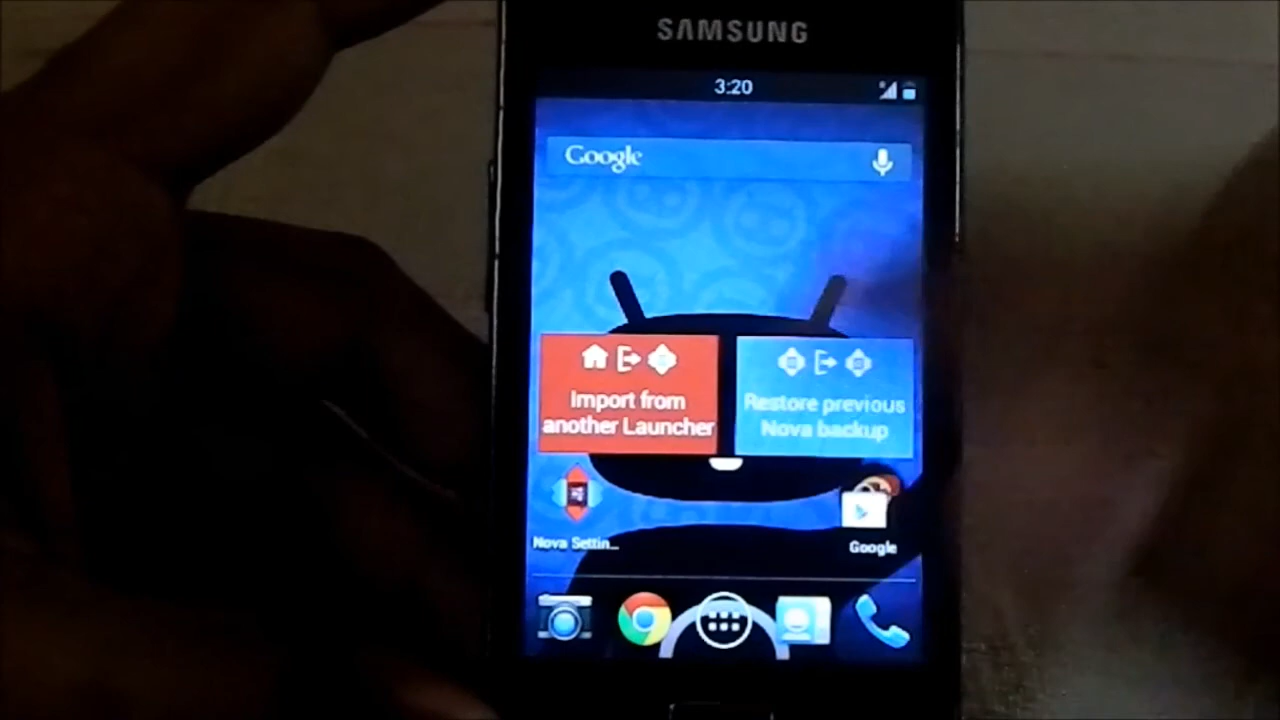 SAMSUNG
3:20
Google
Import from
another Launcher
Restore previous
Nova backup
Nova Settin...
Google